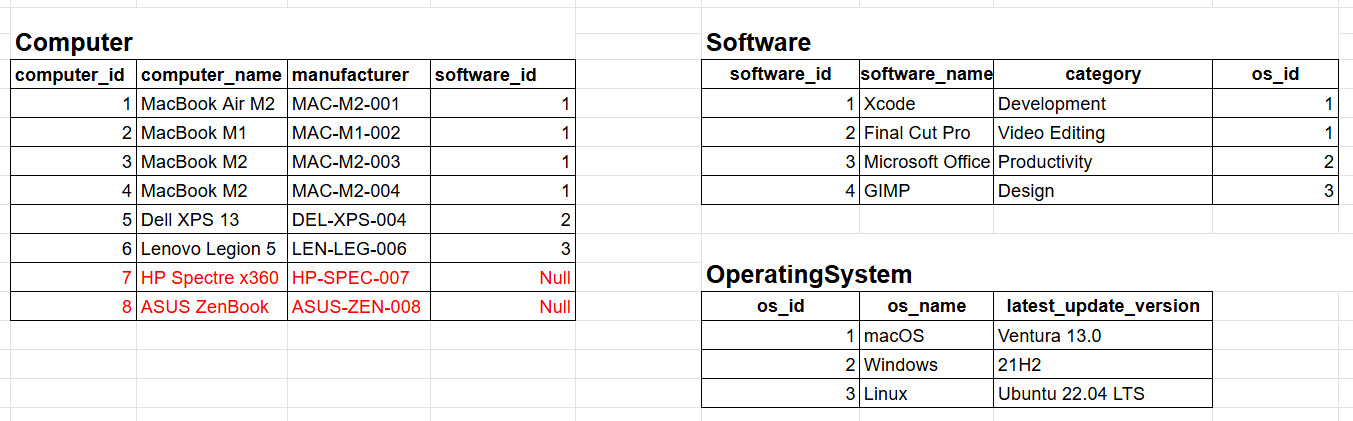 Computer
computer_id computer_name manufacturer software_id
1 MacBook Air M2 MAC-M2-001 1
2 MacBook M1 MAC-M1-002 1
3 MacBook M2 MAC-M2-003 1
4 MacBook M2 MAC-M2-004 1
5 Dell XPS 13 DEL-XPS-004 2
6 Lenovo Legion 5 LEN-LEG-006 3
7 HP Spectre x360 HP-SPEC-007 Null
8 ASUS ZenBook ASUS-ZEN-008 Null
Software
software_id software_name category os_id
1 Xcode Development 1
2 Final Cut Pro Video Editing 1
3 Microsoft Office Productivity 2
4 GIMP Design 3
OperatingSystem
os_id os_name latest_update_version
1 macOS Ventura 13.0
2 Windows 21H2
3 Linux Ubuntu 22.04 LTS